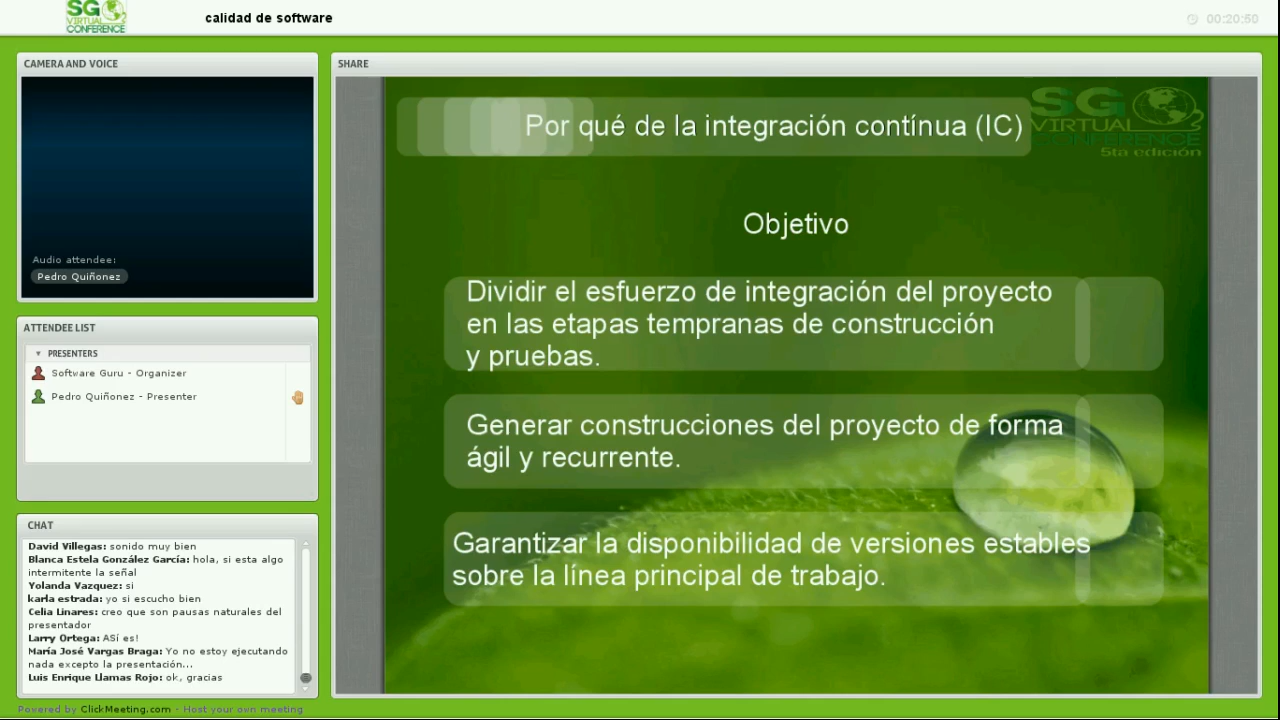 SG
VIRTUAL
CONFERENCE
calidad de software
00:20:50
CAMERA AND VOICE
Audio attendee:
Pedro Quiñonez
ATTENDEE LIST
PRESENTERS
Software Guru - Organizer
Pedro Quiñonez - Presenter
CHAT
David Villegas: sonido muy bien
Blanca Estela González García: hola, si esta algo
intermitente la señal
Yolanda Vazquez: si
karla estrada: yo si escucho bien
Celia Linares: creo que son pausas naturales del
presentador
Larry Ortega: ASí es!
María José Vargas Braga: Yo no estoy ejecutando
nada excepto la presentación...
Luis Enrique Llamas Rojo: ok, gracias
Powered by ClickMeeting.com - Host your own meeting
SHARE
Por qué de la integración contínua (IC)
SG
VIRTUAL
CONFERENCE
5ta edición
Objetivo
Dividir el esfuerzo de integración del proyecto
en las etapas tempranas de construcción
y pruebas.
Generar construcciones del proyecto de forma
ágil y recurrente.
Garantizar la disponibilidad de versiones estables
sobre la línea principal de trabajo.